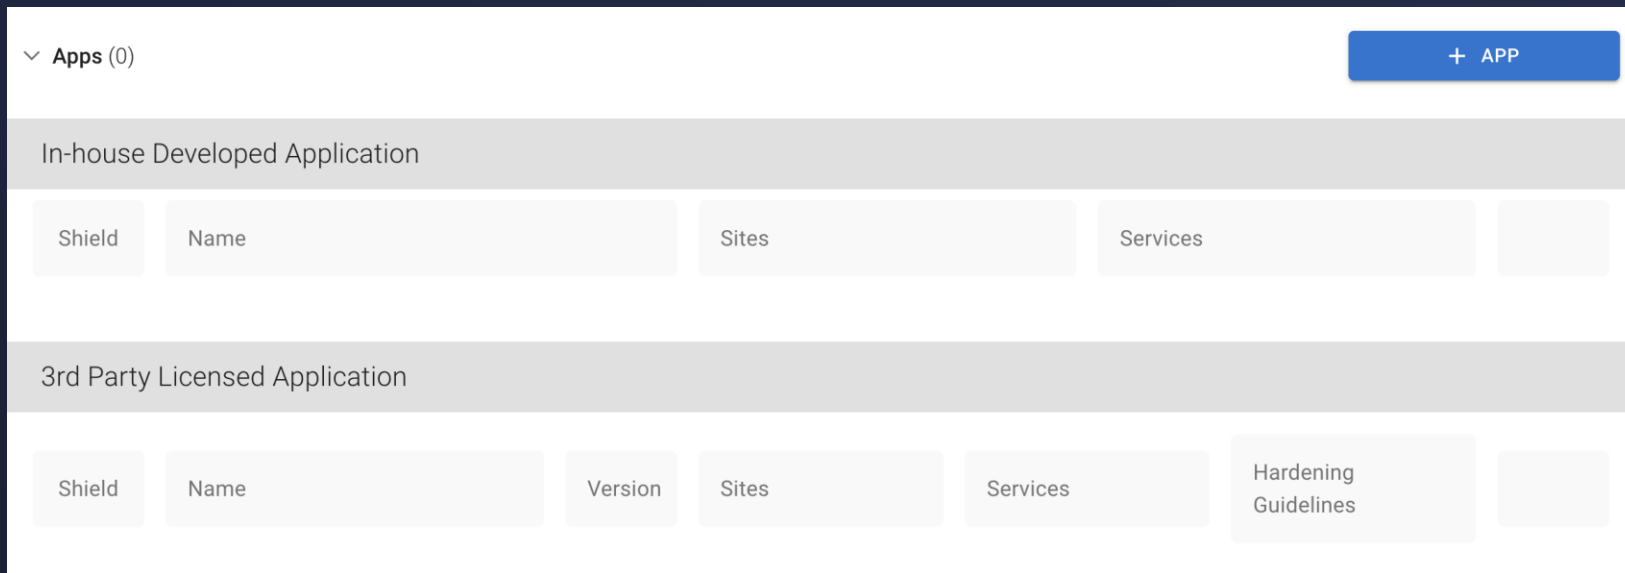 Apps (0)
+ APP
In-house Developed Application
Shield
Name
Sites
Services
3rd Party Licensed Application
Shield
Name
Version
Sites
Services
Hardening
Guidelines